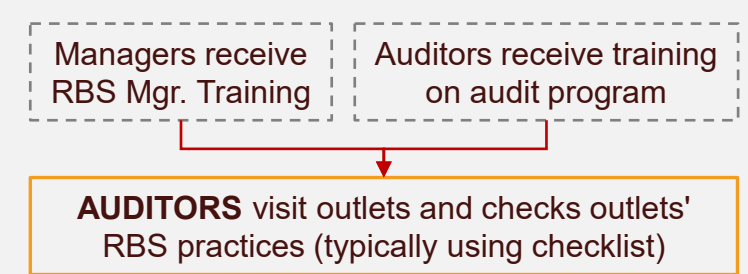 Managers receive
RBS Mgr. Training
Auditors receive training
on audit program
AUDITORS visit outlets and checks outlets'
RBS practices (typically using checklist)